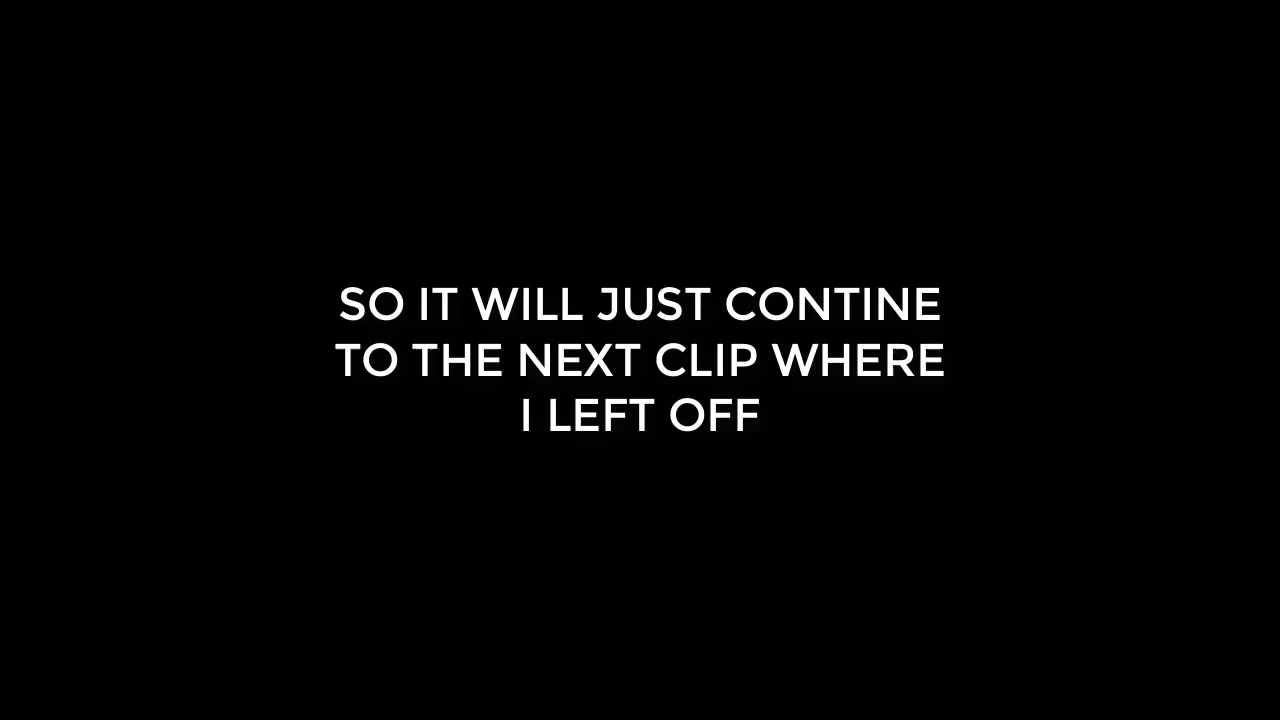 SO IT WILL JUST CONTINE
TO THE NEXT CLIP WHERE
I LEFT OFF